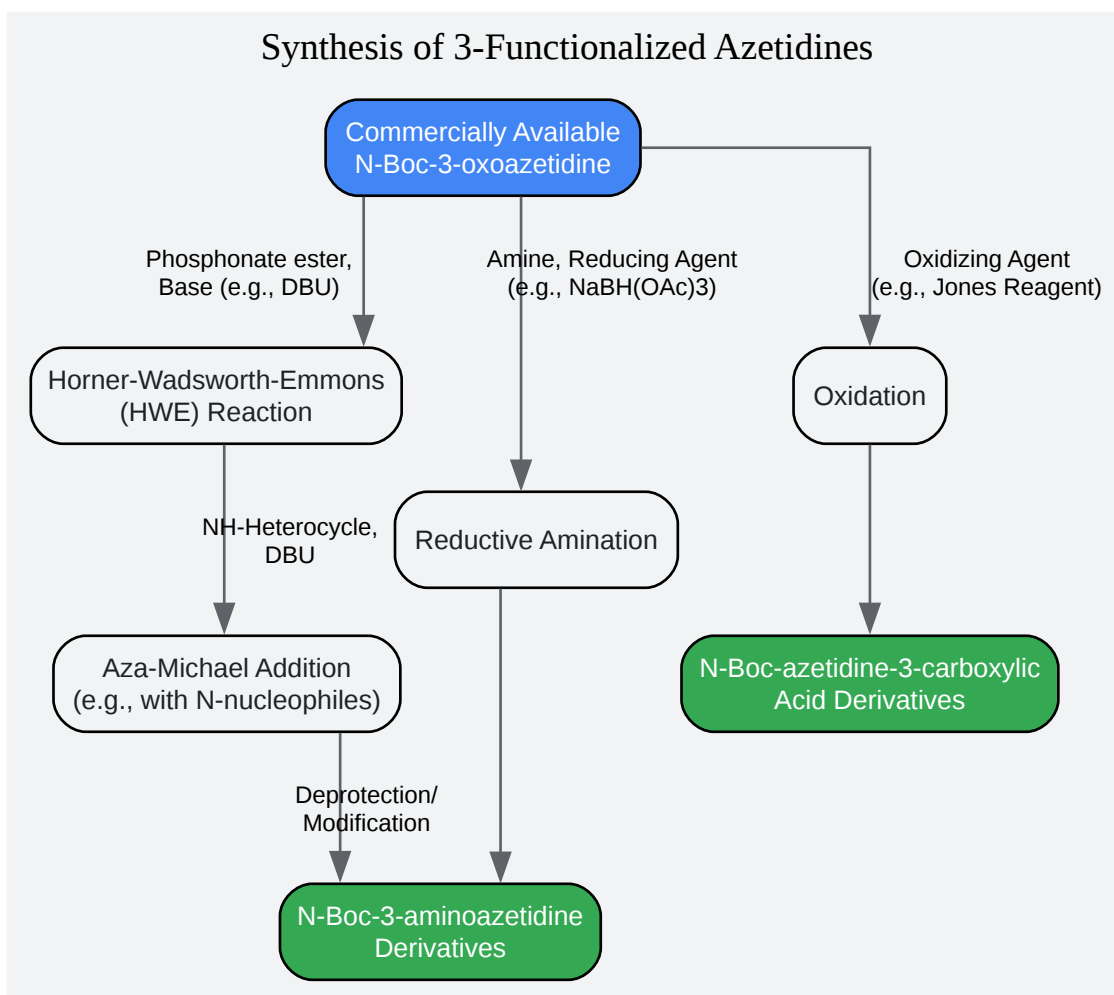 Synthesis of 3-Functionalized Azetidines
Commercially Available
N-Boc-3-oxoazetidine
Phosphonate ester,
Base (e.g., DBU)
Amine, Reducing Agent
(e.g., NaBH(OAc)3)
Oxidizing Agent
(e.g., Jones Reagent)
Horner-Wadsworth-Emmons
(HWE) Reaction
Oxidation
NH-Heterocycle,
DBU
Reductive Amination
Aza-Michael Addition
(e.g., with N-nucleophiles)
N-Boc-azetidine-3-carboxylic
Acid Derivatives
Deprotection/
Modification
N-Boc-3-aminoazetidine
Derivatives